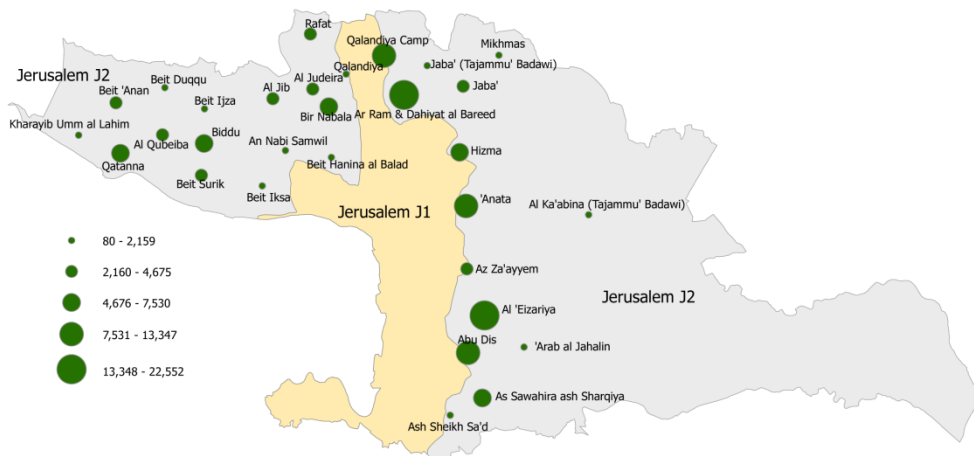 Rafat
Qalandiya Camp
Mikhmas
Jaba' (Tajammu' Badawi)
Qalandiya
Jerusalem J2
Beit Duqqu
Al Judeira
Jaba'
Beit 'Anan
Al Jib
Beit Ijza
Bir Nabala
Ar Ram & Dahiyat al Bareed
Kharayib Umm al Lahim
Al Qubeiba
Biddu
An Nabi Samwil
Hizma
Qatanna
Beit Hanina al Balad
Beit Surik
Beit Iksa
'Anata
Al Ka'abina (Tajammu' Badawi)
Jerusalem J1
80 - 2,159
2,160 - 4,675
4,676 - 7,530
7,531 - 13,347
13,348 - 22,552
Az Za'ayyem
Jerusalem J2
Al 'Eizariya
Abu Dis
'Arab al Jahalin
As Sawahira ash Sharqiya
Ash Sheikh Sa'd